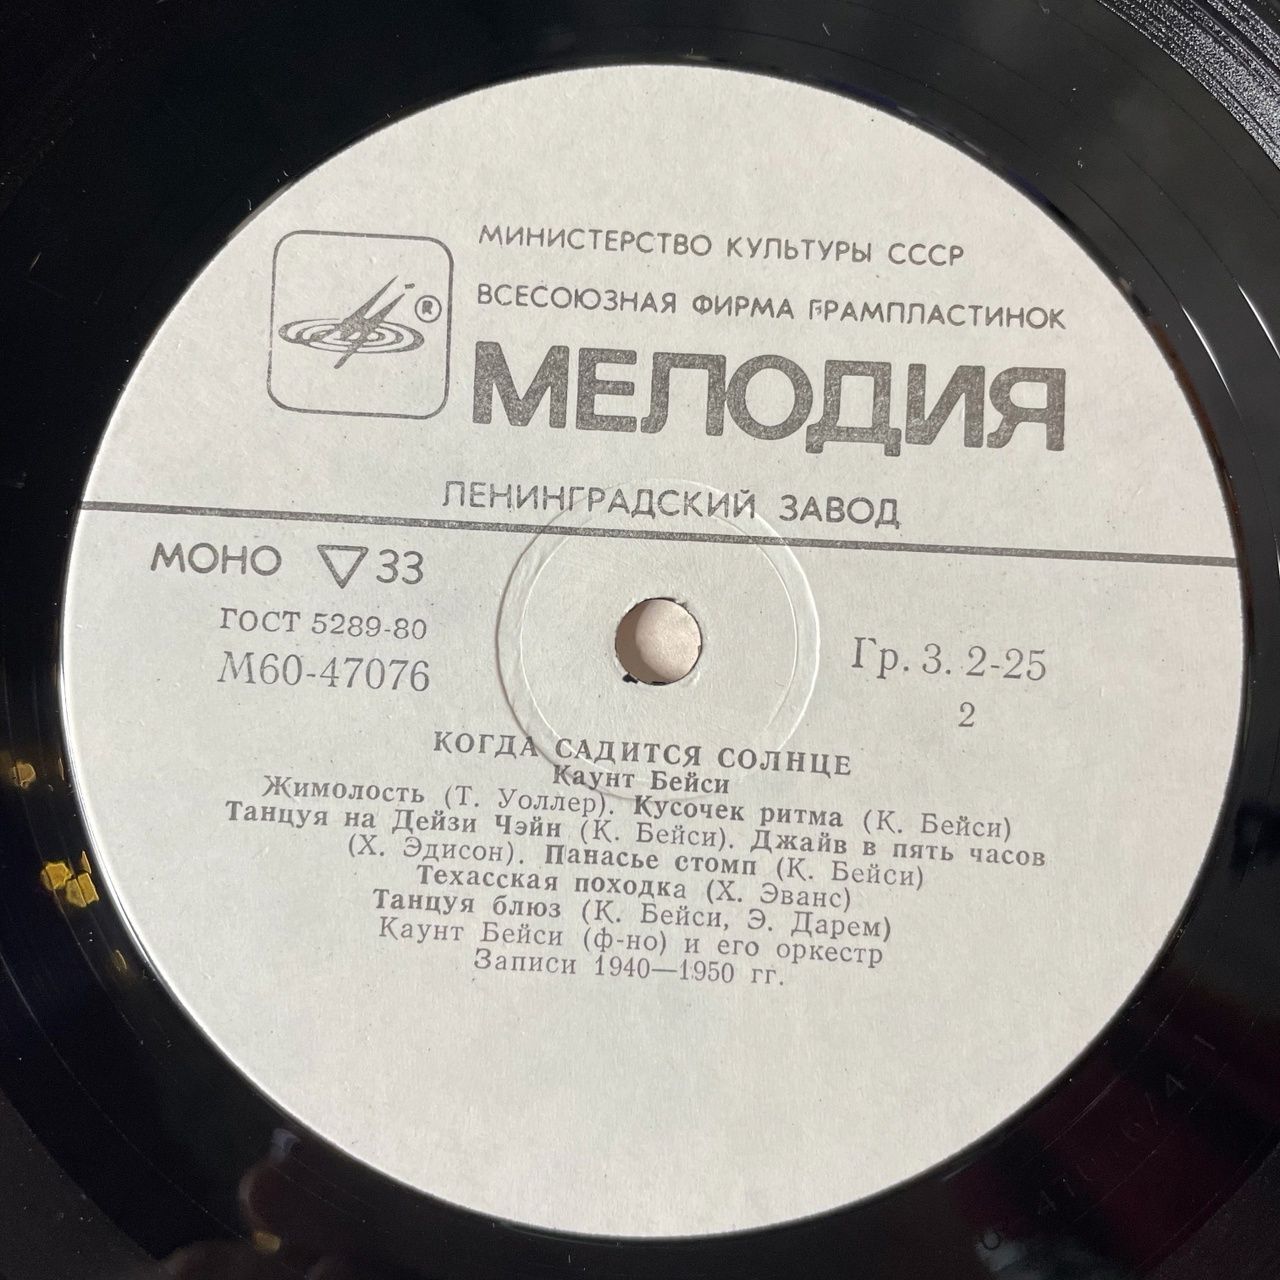 МИНИСТЕРСТВО КУЛЬТУРЫ СССР
ВСЕСОЮЗНАЯ ФИРМА ГРАМПЛАСТИНОК
®
МЕЛОДИЯ
ЛЕНИНГРАДСКИЙ ЗАВОД
МОНО ▽ 33
ГОСТ 5289-80
М60-47076
Гр. 3. 2-25
2
КОГДА САДИТСЯ СОЛНЦЕ
Каунт Бейси
Жимолость (Т. Уоллер). Кусочек ритма (К. Бейси)
Танцуя на Дейзи Чэйн (К. Бейси). Джайв в пять часов
(Х. Эдисон). Панасье стомп (К. Бейси)
Техасская походка (Х. Эванс)
Танцуя блюз (К. Бейси, Э. Дарем)
Каунт Бейси (ф-но) и его оркестр
Записи 1940—1950 гг.